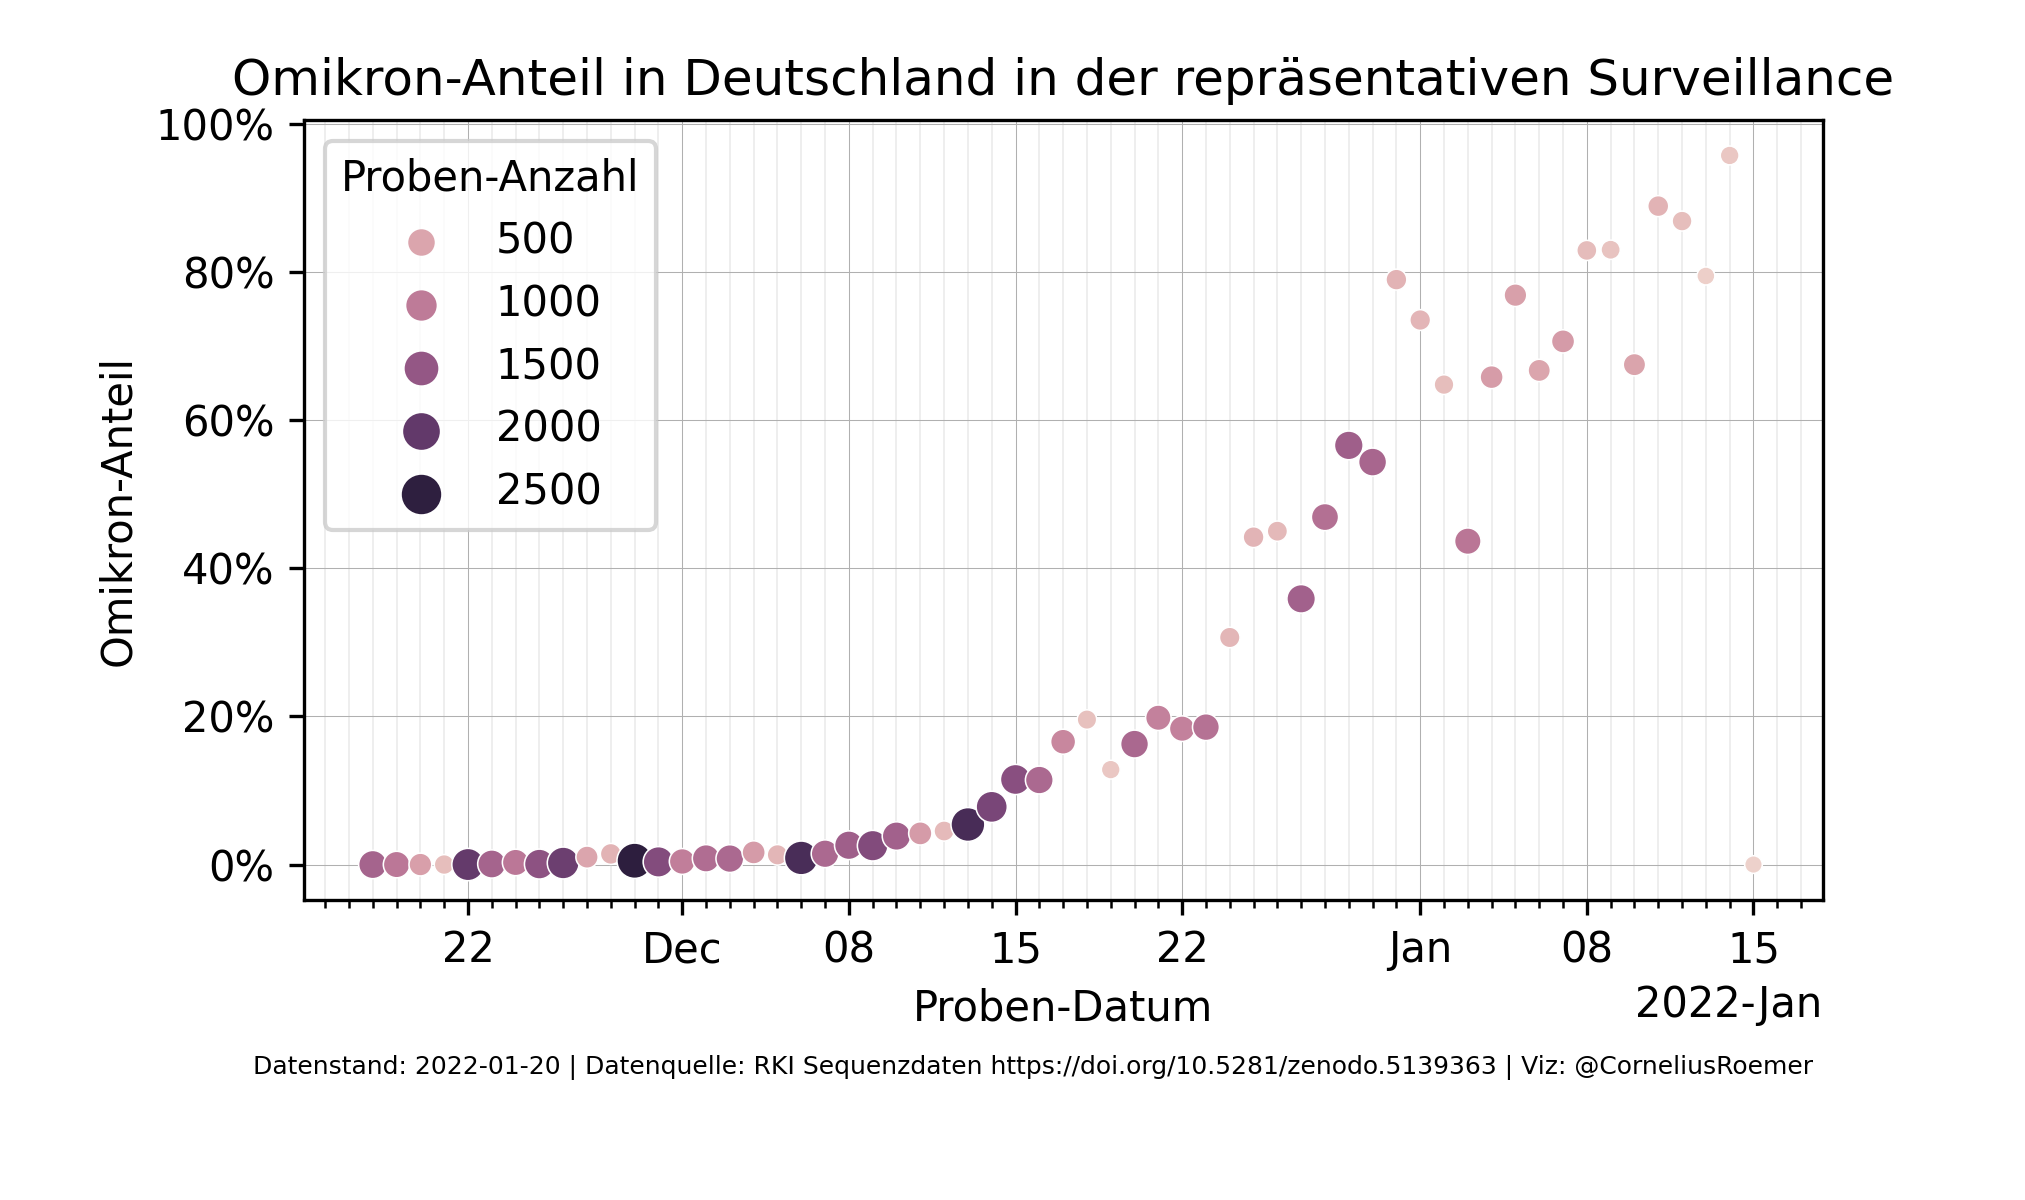 Omikron-Anteil in Deutschland in der repräsentativen Surveillance
100%
80%
60%
40%
20%
0%
Omikron-Anteil
Proben-Anzahl
500
1000
1500
2000
2500
22 Dec 08 15 22 Jan 08 15
Proben-Datum 2022-Jan
Datenstand: 2022-01-20 | Datenquelle: RKI Sequenzdaten https://doi.org/10.5281/zenodo.5139363 | Viz: @CorneliusRoemer